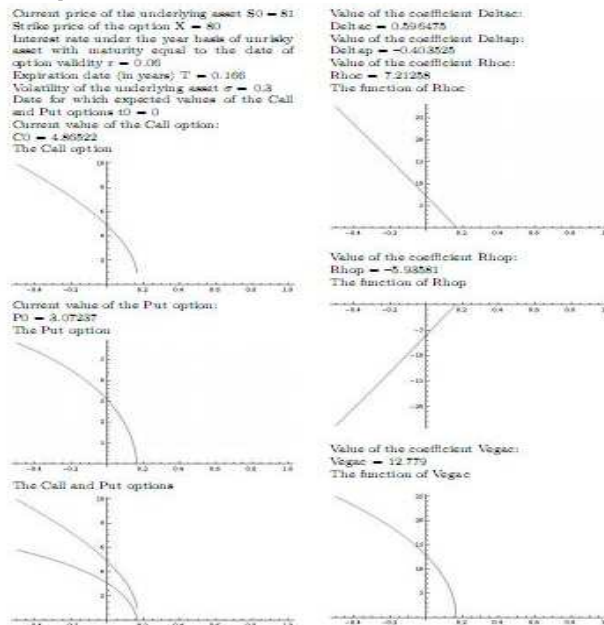 Current price of the underlying asset S0 = 81
Strike price of the option X = 80
Interest rate under the year basis of unrisky
asset with maturity equal to the date of
option validity r = 0.06
Expiration date (in years) T = 0.166
Volatility of the underlying asset σ = 0.3
Date for which expected values of the Call
and Put options t0 = 0
Current value of the Call option:
C0 = 4.86522
The Call option
Current value of the Put option:
P0 = 3.07237
The Put option
The Call and Put options
Value of the coefficient Deltac:
Deltac = 0.596475
Value of the coefficient Deltap:
Deltap = -0.403525
Value of the coefficient Rhoc:
Rhoc = 7.21258
The function of Rhoc
Value of the coefficient Rhop:
Rhop = -5.93581
The function of Rhop
Value of the coefficient Vegac:
Vegac = 12.779
The function of Vegac